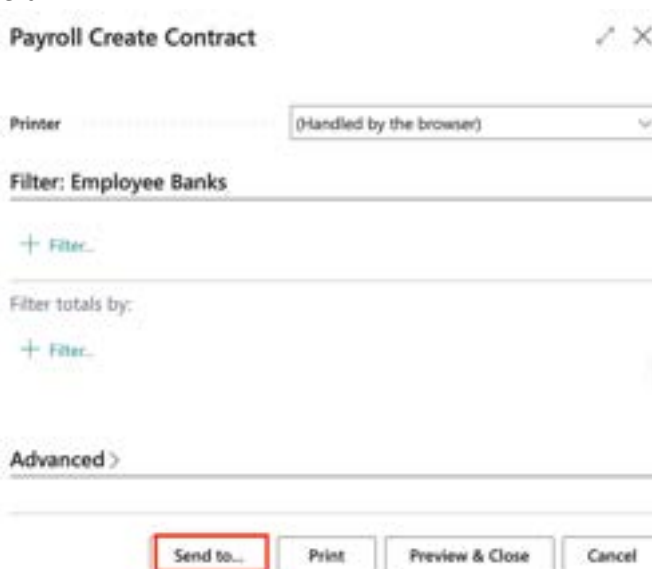 Payroll Create Contract
Printer (Handled by the browser)
Filter: Employee Banks
+ Filter...
Filter totals by:
+ Filter...
Advanced >
Send to... Print Preview & Close Cancel